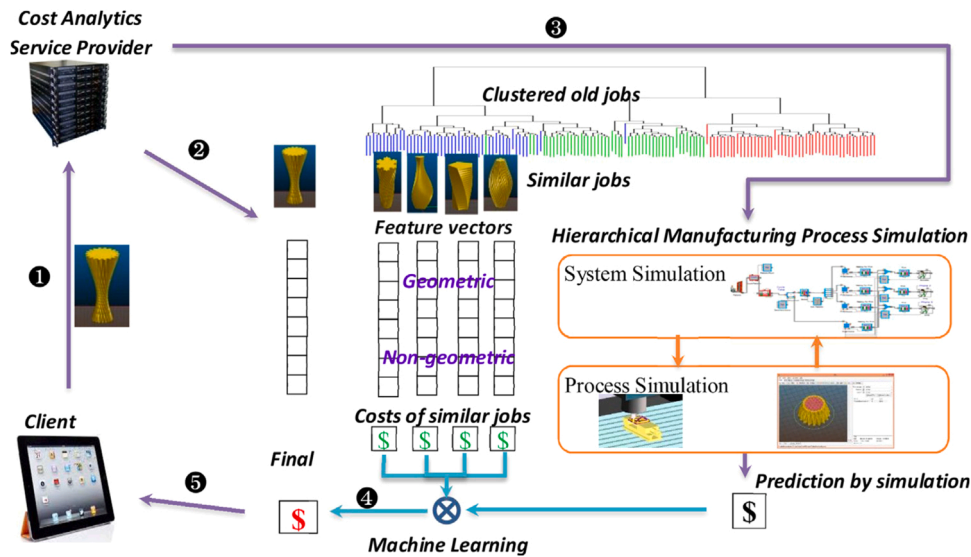 Cost Analytics
Service Provider
❸
Clustered old jobs
❷
Similar jobs
Feature vectors
Hierarchical Manufacturing Process Simulation
❶
Geometric
System Simulation
Non-geometric
Process Simulation
Costs of similar jobs
$ $ $ $
Client
Final
❺
❹
Prediction by simulation
$
$
Machine Learning